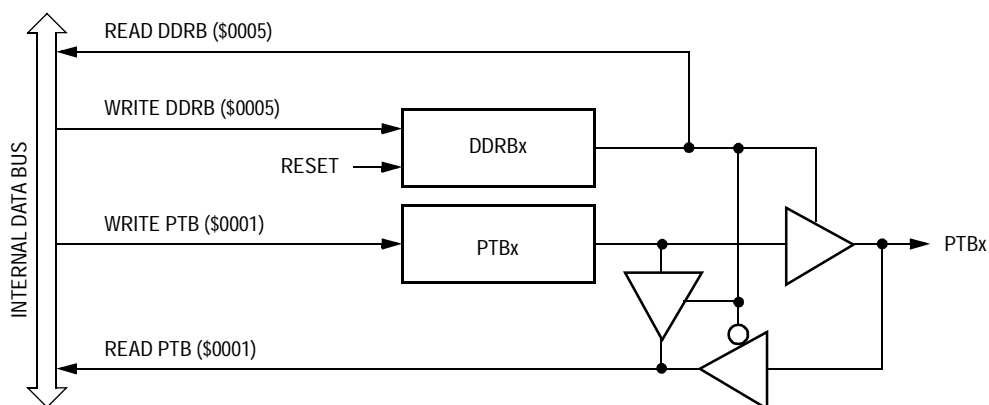 READ DDRB ($0005)
WRITE DDRB ($0005)
DDRBx
RESET
WRITE PTB ($0001)
PTBx
PTBx
READ PTB ($0001)
INTERNAL DATA BUS